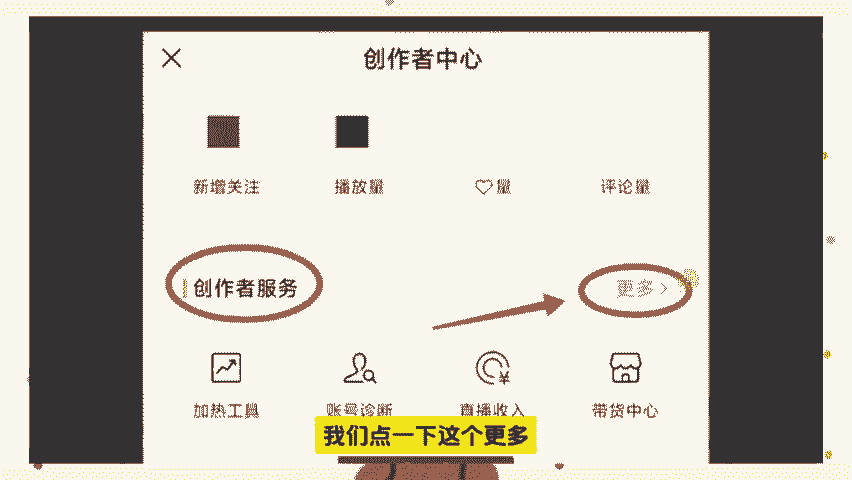 创作者中心
新增关注 播放量 ♡量 评论量
创作者服务 更多 >
加热工具 账号诊断 直播收入 带货中心
我们点一下这个更多